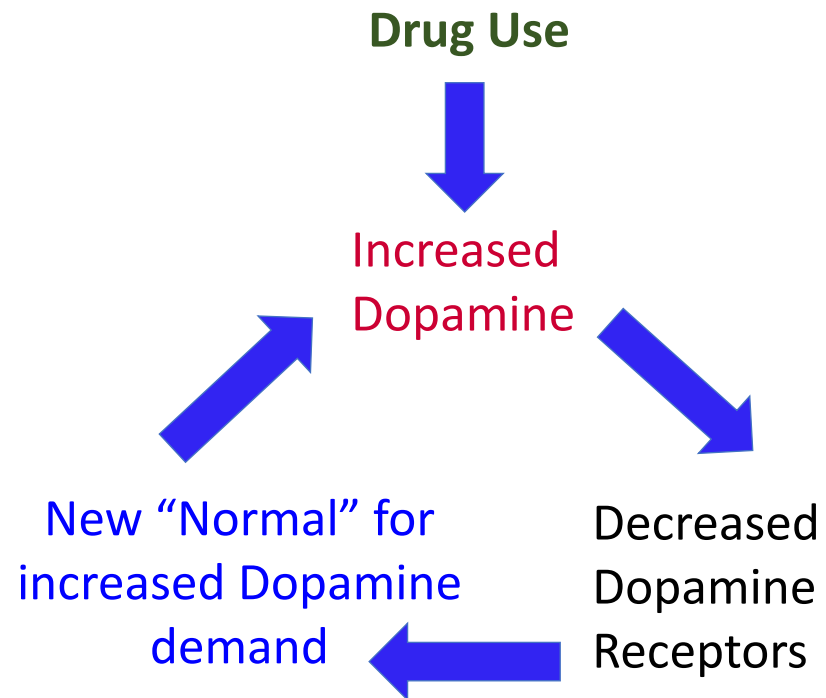 Drug Use
Increased
Dopamine
New “Normal” for
increased Dopamine
demand
Decreased
Dopamine
Receptors